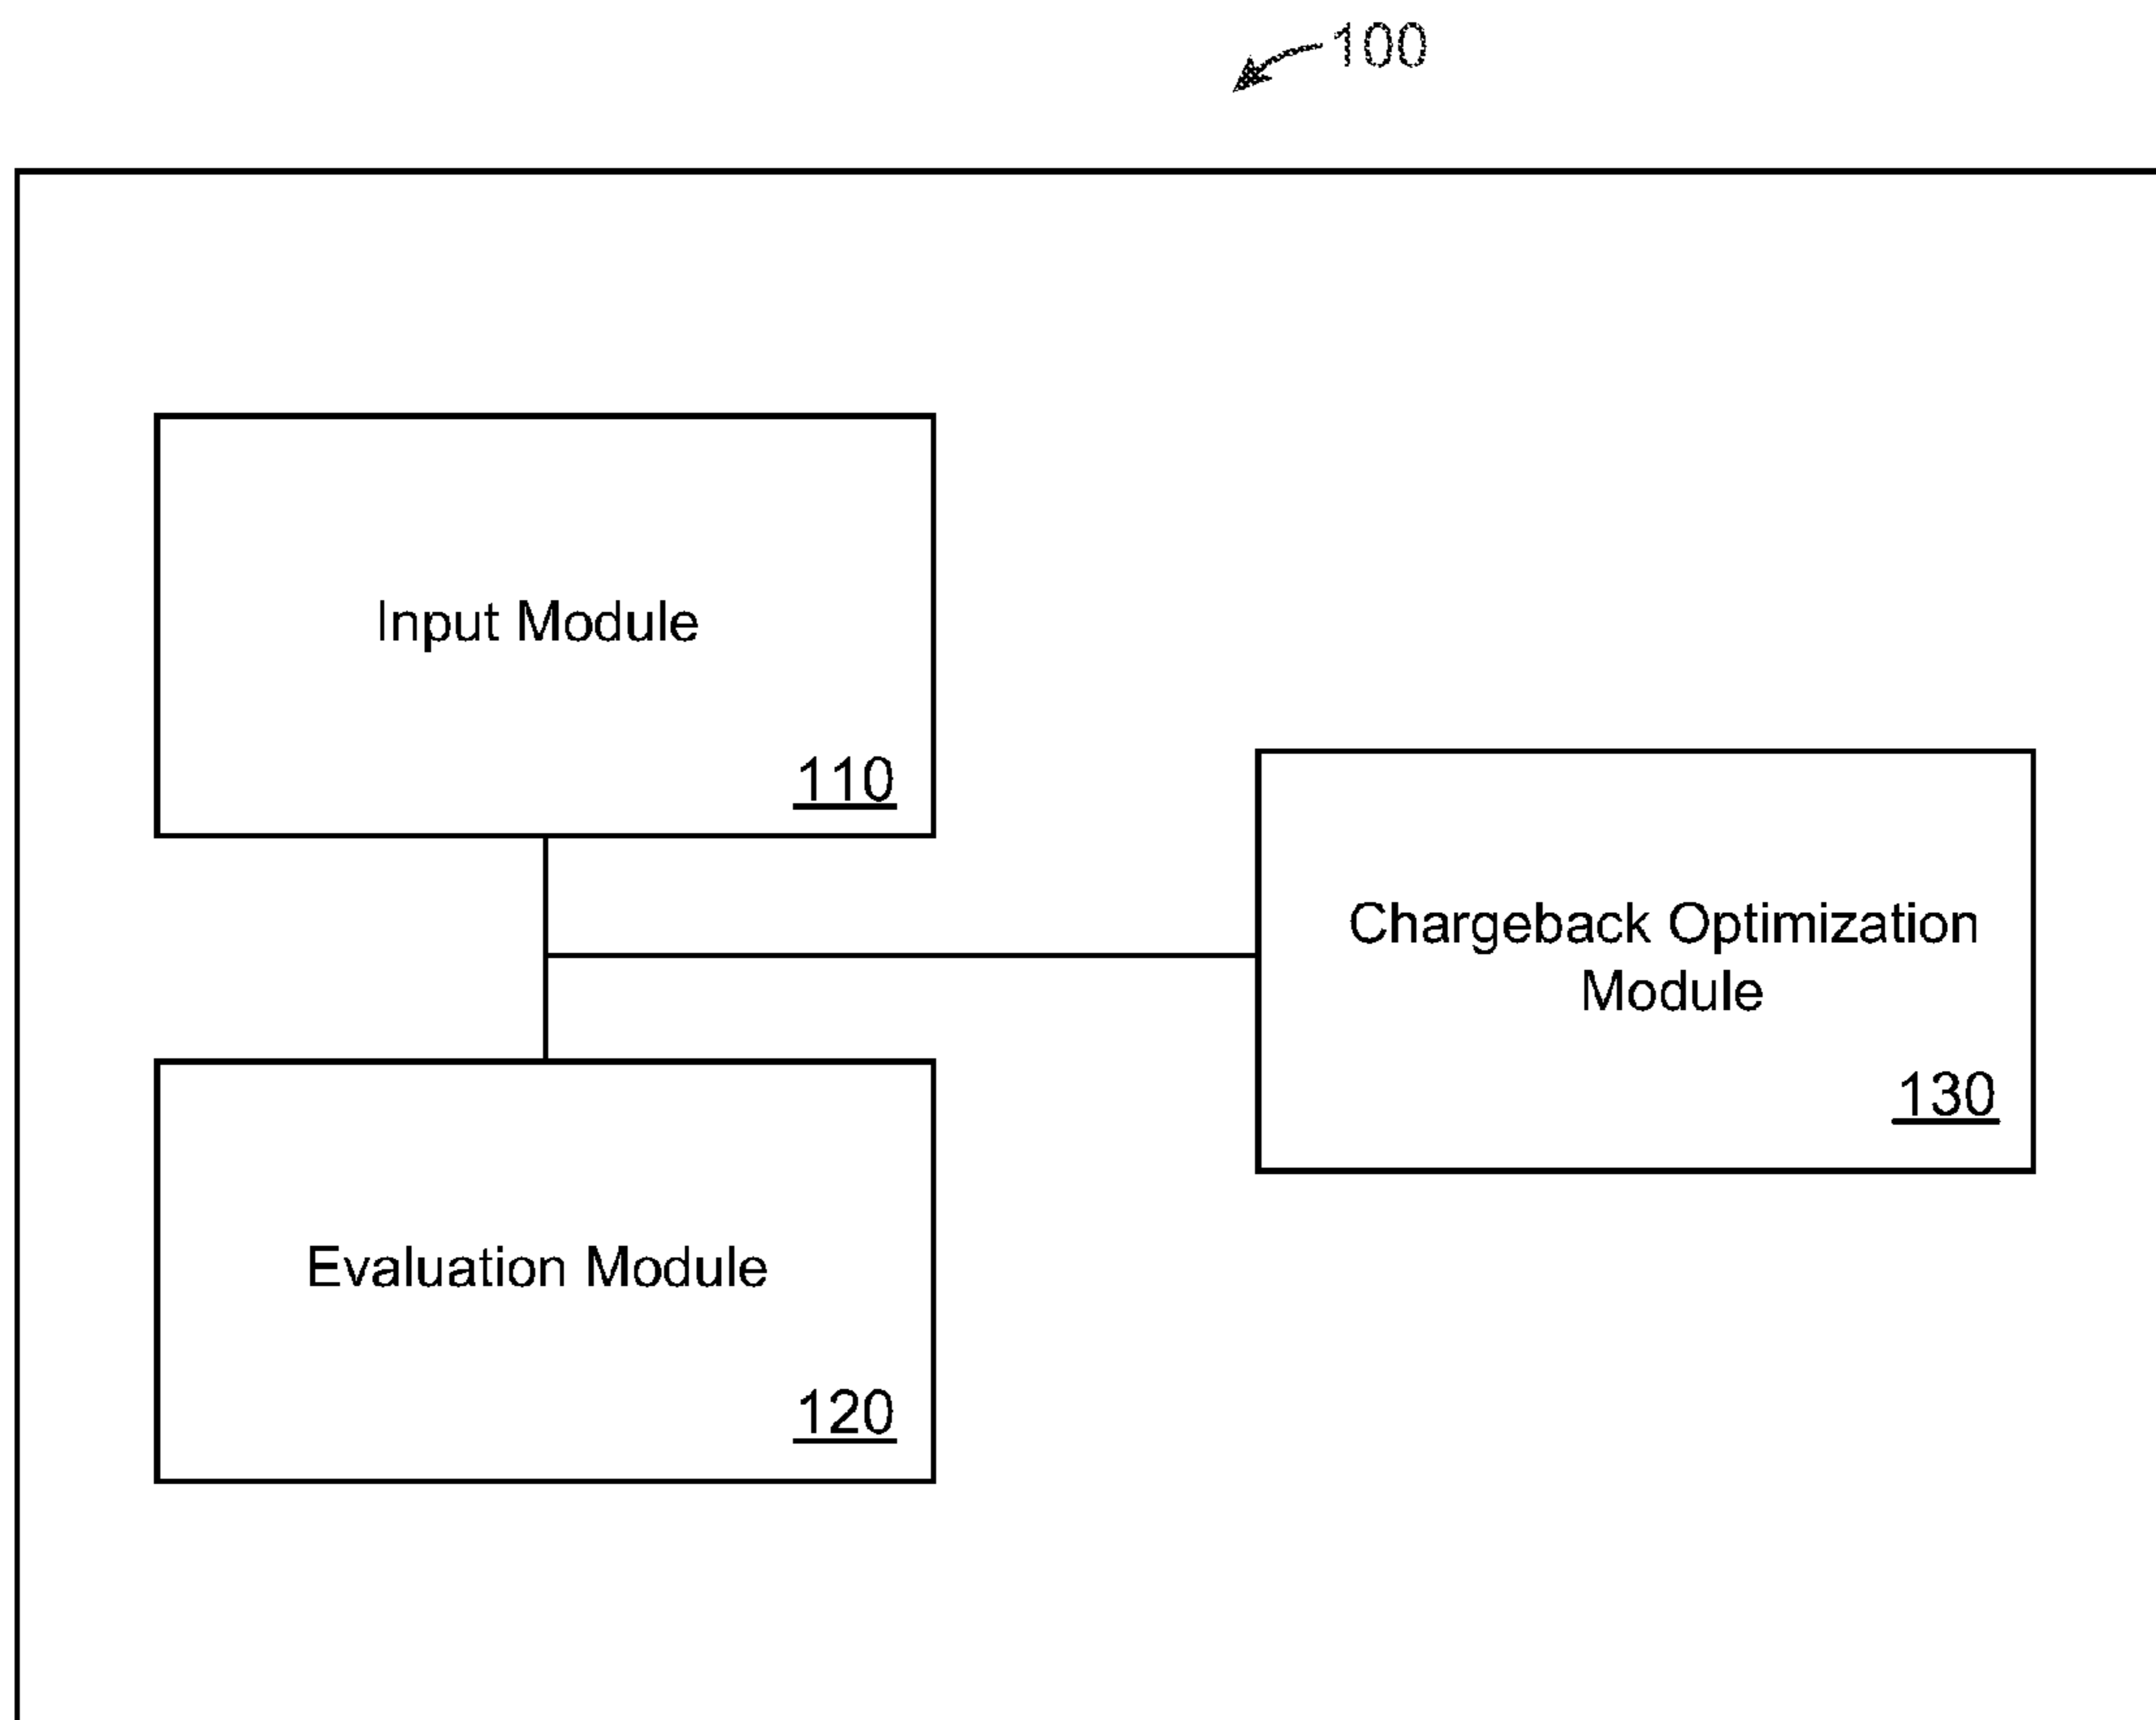 100
Input Module
110
Chargeback Optimization
Module
130
Evaluation Module
120